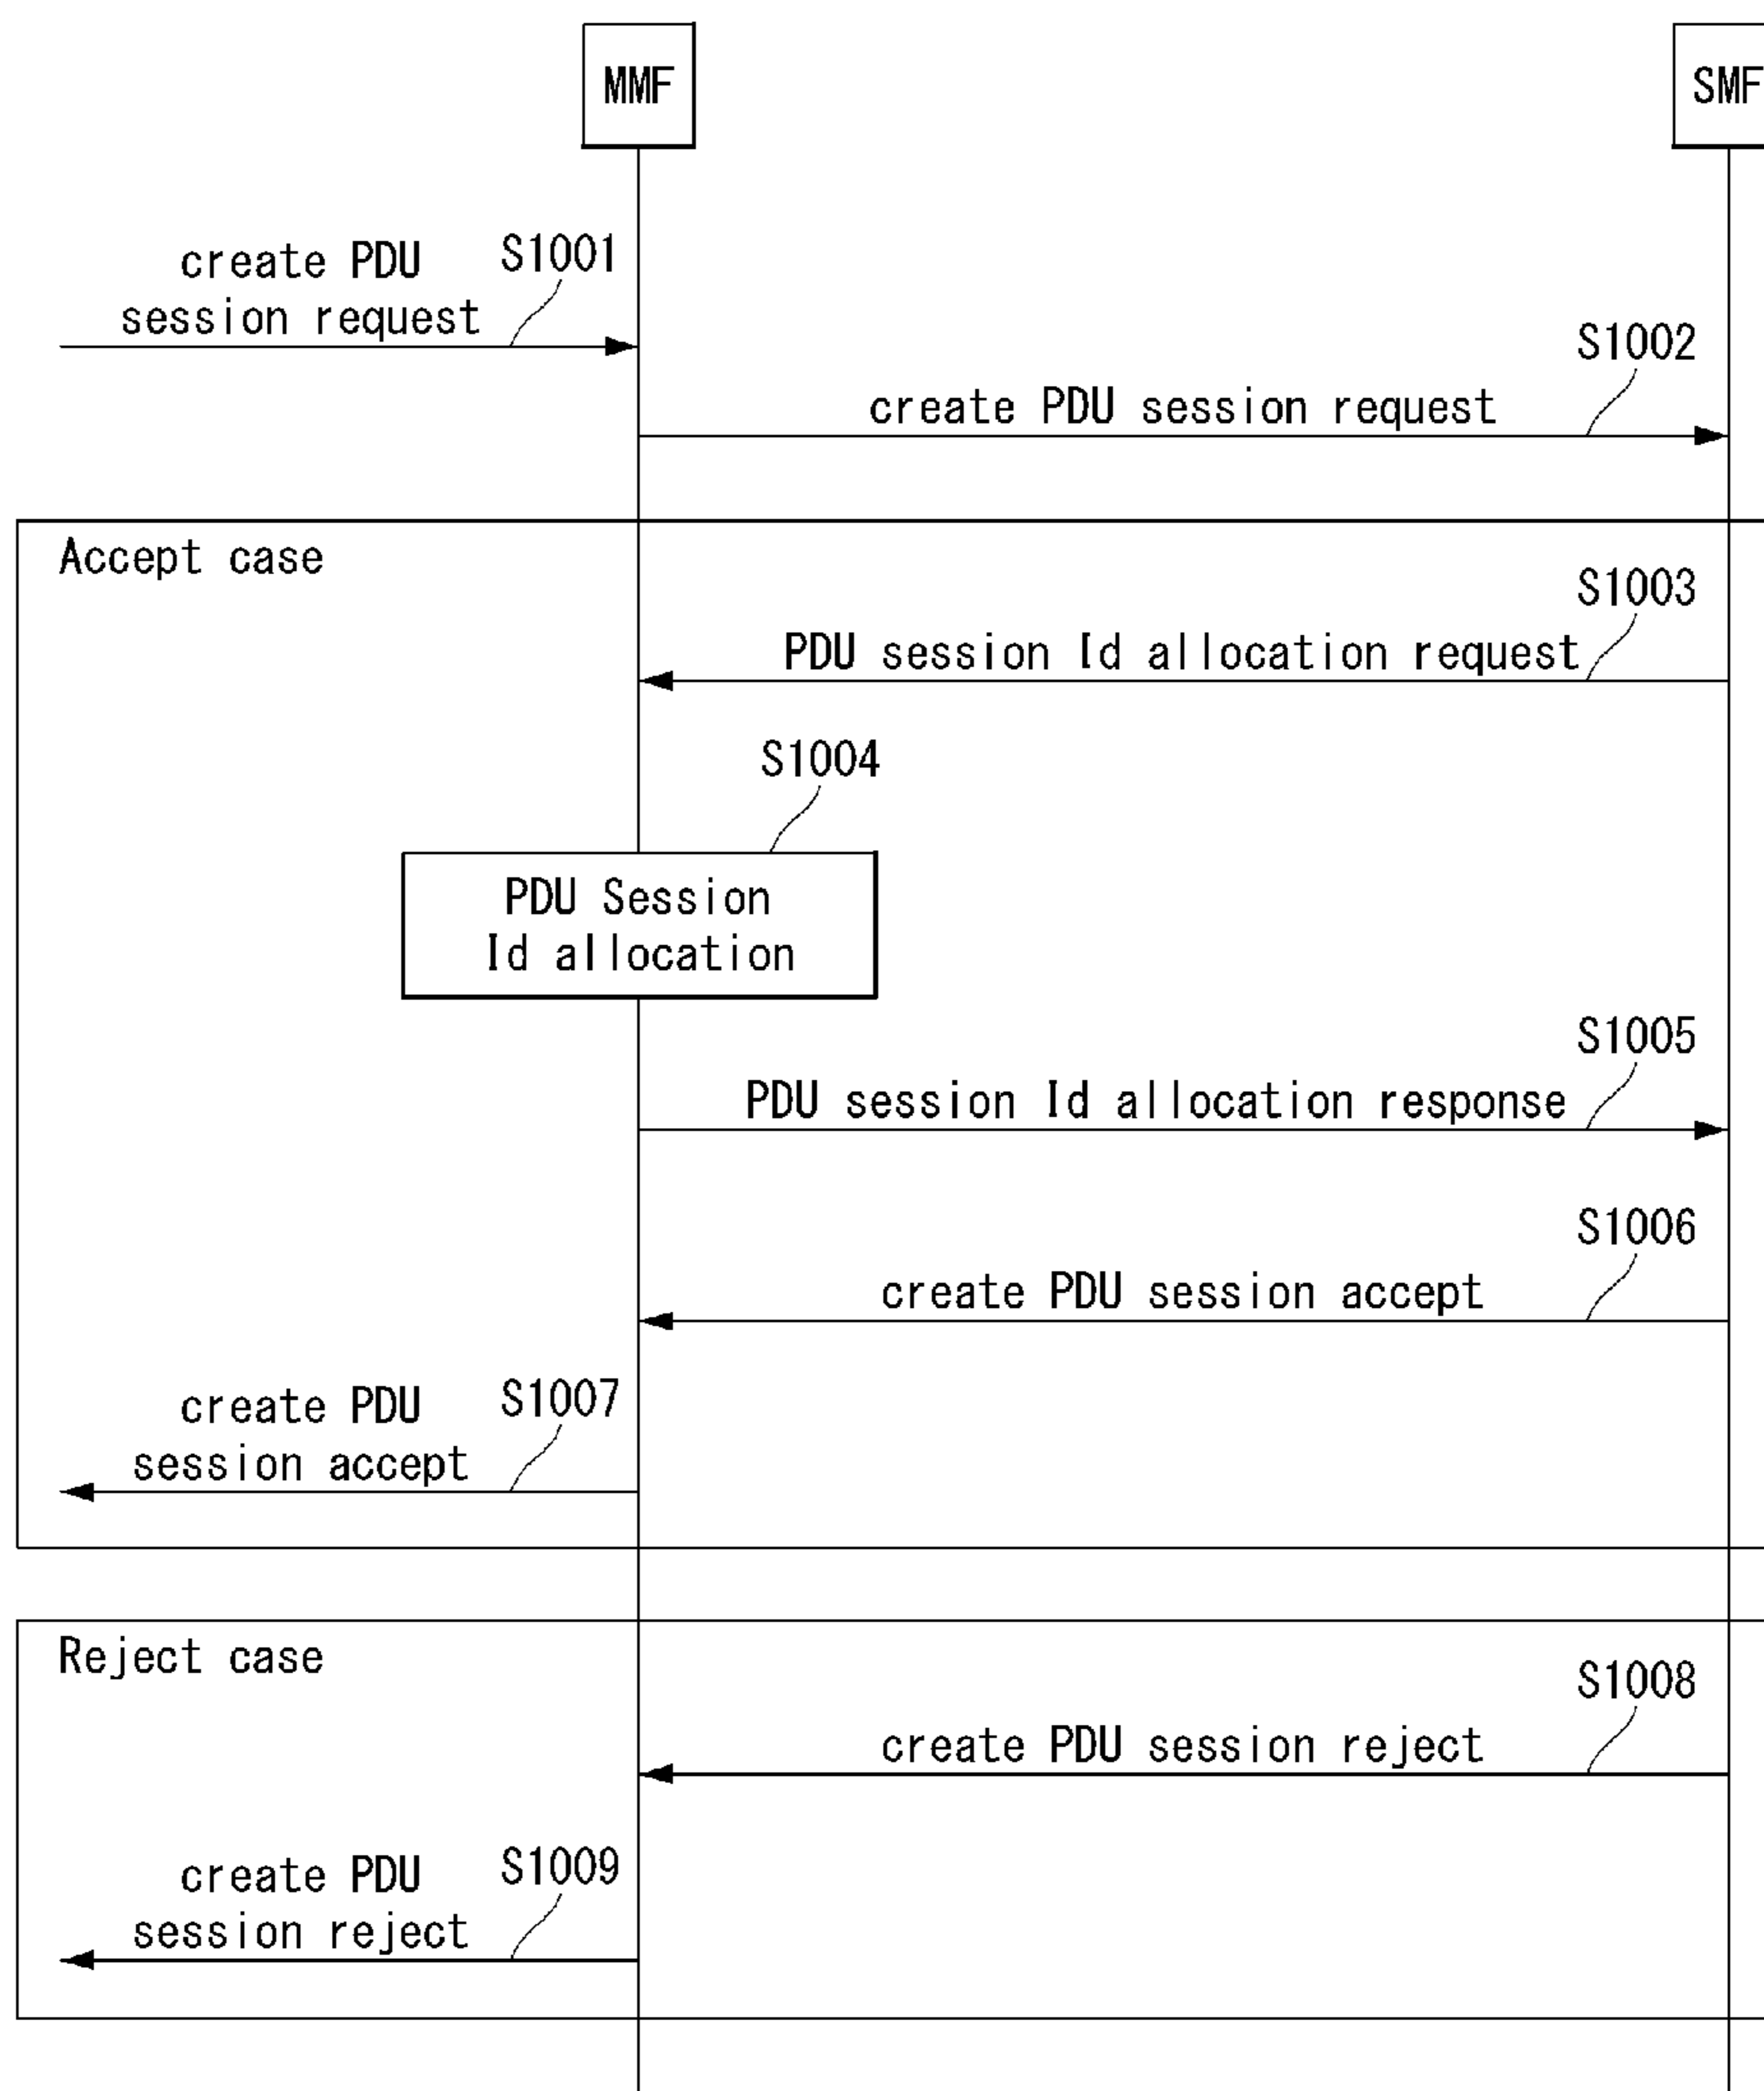 MMF
SMF
create PDU
session request
S1001
S1002
create PDU session request
Accept case
S1003
PDU session Id allocation request
S1004
PDU Session
Id allocation
S1005
PDU session Id allocation response
S1006
create PDU session accept
create PDU
session accept
S1007
Reject case
S1008
create PDU session reject
create PDU
session reject
S1009